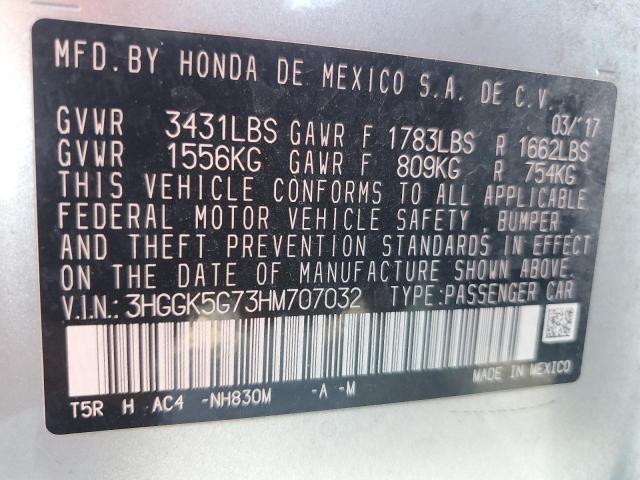 MFD. BY HONDA DE MEXICO S.A. DE C.V.
03/'17
GVWR 3431LBS GAWR F 1783LBS R 1662LBS
GVWR 1556KG GAWR F 809KG R 754KG
THIS VEHICLE CONFORMS TO ALL APPLICABLE
FEDERAL MOTOR VEHICLE SAFETY, BUMPER
AND THEFT PREVENTION STANDARDS IN EFFECT
ON THE DATE OF MANUFACTURE SHOWN ABOVE.
V.I.N.: 3HGGK5G73HM707032 TYPE: PASSENGER CAR
MADE IN MEXICO
T5R H AC4 -NH830M -A -M